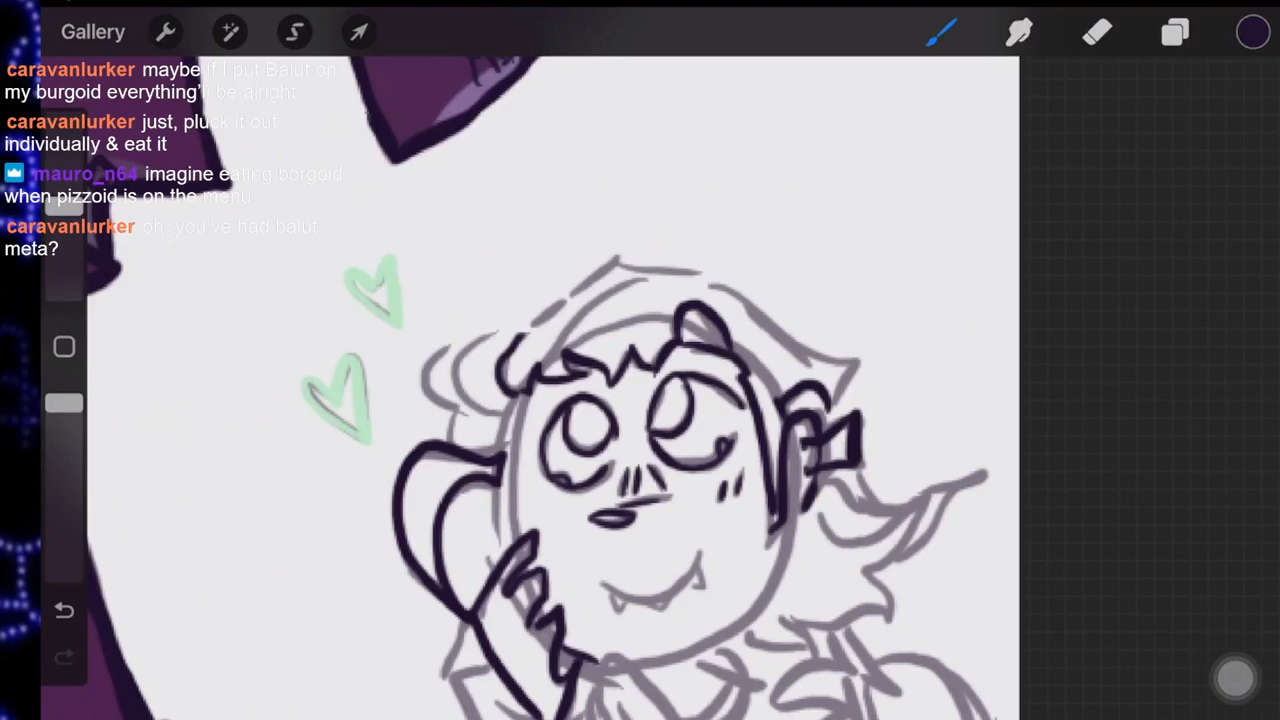 Gallery
caravanlurker maybe if I put Balut on
my burgoid everything'll be alright
caravanlurker just, pluck it out
individually & eat it
mauro_n64 imagine eating borgoid
when pizzoid is on the menu
caravanlurker oh, you've had balut
meta?